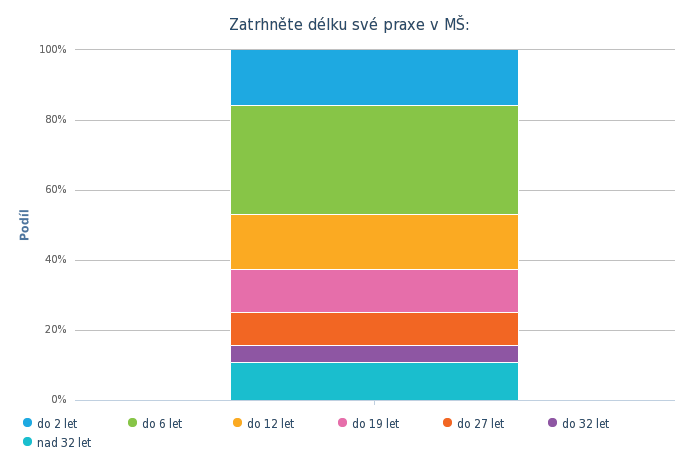 Zatrhněte délku své praxe v MŠ:
100%
80%
60%
40%
20%
0%
Podíl
do 2 let
do 6 let
do 12 let
do 19 let
do 27 let
do 32 let
nad 32 let